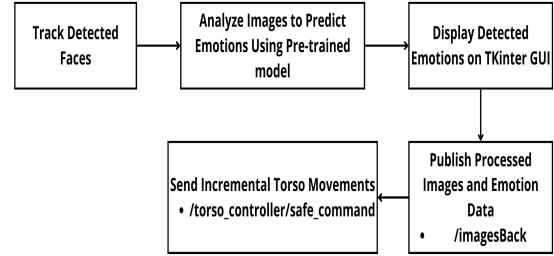 Track Detected
Faces
Analyze Images to Predict
Emotions Using Pre-trained
model
Display Detected
Emotions on TKinter GUI
Publish Processed
Images and Emotion
Data
• /imagesBack
Send Incremental Torso Movements
• /torso_controller/safe_command